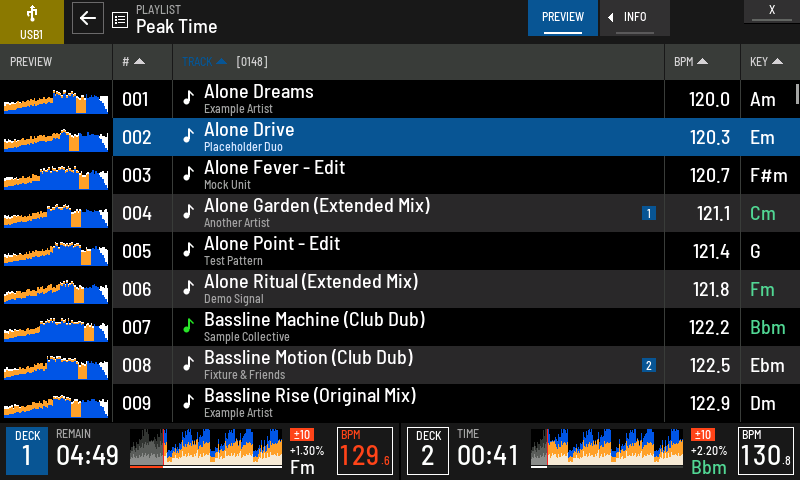 USB1
PLAYLIST
Peak Time
PREVIEW
INFO
X
PREVIEW
#
TRACK
[0148]
BPM
KEY
001
Alone Dreams
Example Artist
120.0
Am
002
Alone Drive
Placeholder Duo
120.3
Em
003
Alone Fever - Edit
Mock Unit
120.7
F#m
004
Alone Garden (Extended Mix)
Another Artist
1
121.1
Cm
005
Alone Point - Edit
Test Pattern
121.4
G
006
Alone Ritual (Extended Mix)
Demo Signal
121.8
Fm
007
Bassline Machine (Club Dub)
Sample Collective
122.2
Bbm
008
Bassline Motion (Club Dub)
Fixture & Friends
2
122.5
Ebm
009
Bassline Rise (Original Mix)
Example Artist
122.9
Dm
DECK
1
REMAIN
04:49
±10
+1.30%
Fm
BPM
129.6
DECK
2
TIME
00:41
±10
+2.20%
Bbm
BPM
130.8